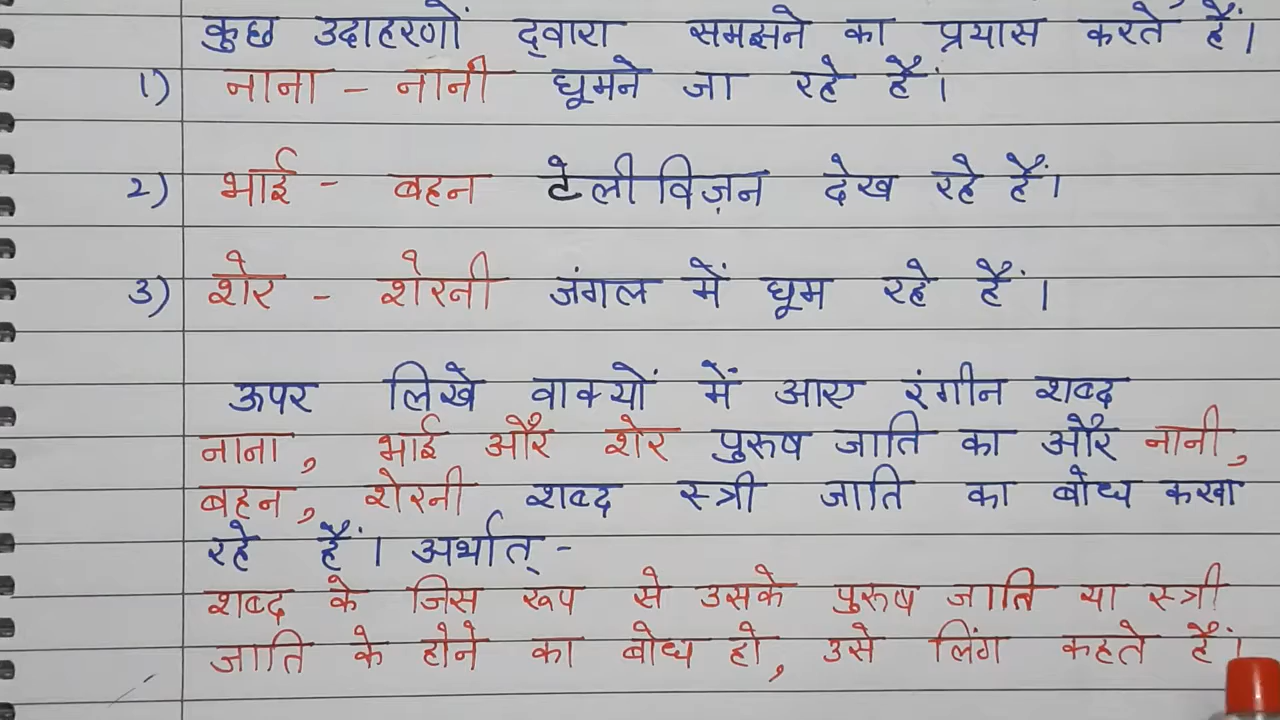 कुछ उदाहरणों द्वारा समझने का प्रयास करते हैं।
1) नाना - नानी घूमने जा रहे हैं।
2) भाई - बहन टेलीविज़न देख रहे हैं।
3) शेर - शेरनी जंगल में घूम रहे हैं।
ऊपर लिखे वाक्यों में आए रंगीन शब्द
नाना, भाई और शेर पुरुष जाति का और नानी,
बहन, शेरनी शब्द स्त्री जाति का बोध करवा
रहे हैं। अर्थात् -
शब्द के जिस रूप से उसके पुरुष जाति या स्त्री
जाति के होने का बोध हो, उसे लिंग कहते हैं।